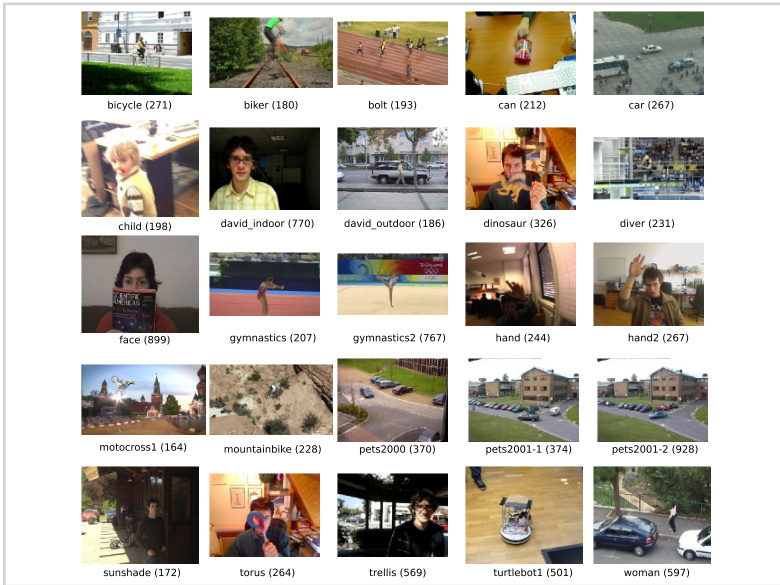 bicycle (271)
biker (180)
bolt (193)
can (212)
car (267)
child (198)
david_indoor (770)
david_outdoor (186)
dinosaur (326)
diver (231)
SCIENTIFIC
AMERICAN
face (899)
gymnastics (207)
gymnastics2 (767)
hand (244)
hand2 (267)
motocross1 (164)
mountainbike (228)
pets2000 (370)
pets2001-1 (374)
pets2001-2 (928)
sunshade (172)
torus (264)
trellis (569)
turtlebot1 (501)
woman (597)